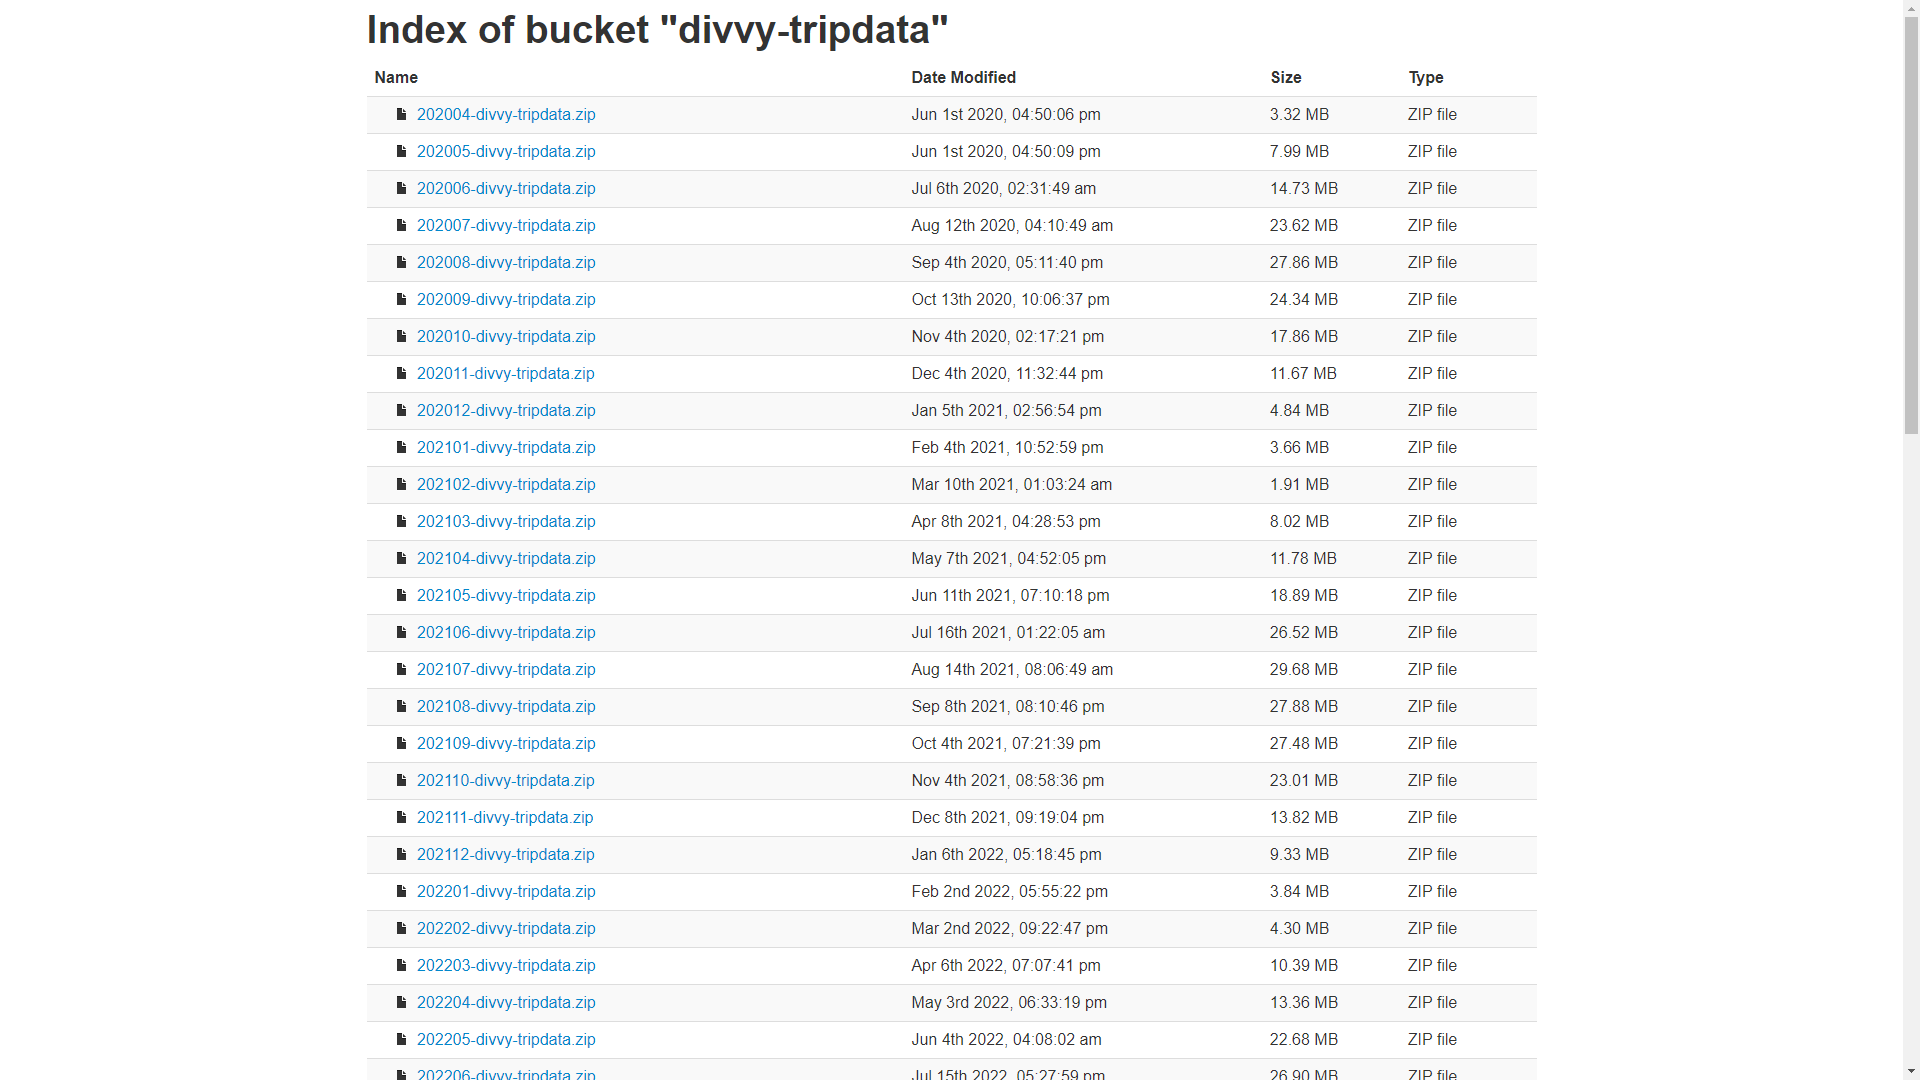 Index of bucket "divvy-tripdata"
Name Date Modified Size Type
202004-divvy-tripdata.zip Jun 1st 2020, 04:50:06 pm 3.32 MB ZIP file
202005-divvy-tripdata.zip Jun 1st 2020, 04:50:09 pm 7.99 MB ZIP file
202006-divvy-tripdata.zip Jul 6th 2020, 02:31:49 am 14.73 MB ZIP file
202007-divvy-tripdata.zip Aug 12th 2020, 04:10:49 am 23.62 MB ZIP file
202008-divvy-tripdata.zip Sep 4th 2020, 05:11:40 pm 27.86 MB ZIP file
202009-divvy-tripdata.zip Oct 13th 2020, 10:06:37 pm 24.34 MB ZIP file
202010-divvy-tripdata.zip Nov 4th 2020, 02:17:21 pm 17.86 MB ZIP file
202011-divvy-tripdata.zip Dec 4th 2020, 11:32:44 pm 11.67 MB ZIP file
202012-divvy-tripdata.zip Jan 5th 2021, 02:56:54 pm 4.84 MB ZIP file
202101-divvy-tripdata.zip Feb 4th 2021, 10:52:59 pm 3.66 MB ZIP file
202102-divvy-tripdata.zip Mar 10th 2021, 01:03:24 am 1.91 MB ZIP file
202103-divvy-tripdata.zip Apr 8th 2021, 04:28:53 pm 8.02 MB ZIP file
202104-divvy-tripdata.zip May 7th 2021, 04:52:05 pm 11.78 MB ZIP file
202105-divvy-tripdata.zip Jun 11th 2021, 07:10:18 pm 18.89 MB ZIP file
202106-divvy-tripdata.zip Jul 16th 2021, 01:22:05 am 26.52 MB ZIP file
202107-divvy-tripdata.zip Aug 14th 2021, 08:06:49 am 29.68 MB ZIP file
202108-divvy-tripdata.zip Sep 8th 2021, 08:10:46 pm 27.88 MB ZIP file
202109-divvy-tripdata.zip Oct 4th 2021, 07:21:39 pm 27.48 MB ZIP file
202110-divvy-tripdata.zip Nov 4th 2021, 08:58:36 pm 23.01 MB ZIP file
202111-divvy-tripdata.zip Dec 8th 2021, 09:19:04 pm 13.82 MB ZIP file
202112-divvy-tripdata.zip Jan 6th 2022, 05:18:45 pm 9.33 MB ZIP file
202201-divvy-tripdata.zip Feb 2nd 2022, 05:55:22 pm 3.84 MB ZIP file
202202-divvy-tripdata.zip Mar 2nd 2022, 09:22:47 pm 4.30 MB ZIP file
202203-divvy-tripdata.zip Apr 6th 2022, 07:07:41 pm 10.39 MB ZIP file
202204-divvy-tripdata.zip May 3rd 2022, 06:33:19 pm 13.36 MB ZIP file
202205-divvy-tripdata.zip Jun 4th 2022, 04:08:02 am 22.68 MB ZIP file
202206-divvy-tripdata.zip Jul 15th 2022, 05:27:59 pm 26.90 MB ZIP file